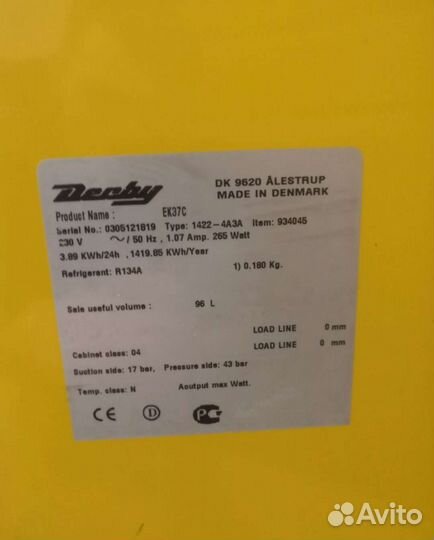 Derby
DK 9620 ÅLESTRUP
MADE IN DENMARK
Product Name : EK37C
Serial No.: 0305121819 Type: 1422-4A3A Item: 934045
230 V ~/ 50 Hz , 1.07 Amp. 265 Watt
3.89 KWh/24h , 1419.85 KWh/Year
Refrigerant: R134A 1) 0.180 Kg.
Sale useful volume : 96 L
LOAD LINE 0 mm
LOAD LINE 0 mm
Cabinet class: 04
Suction side: 17 bar, Pressure side: 43 bar
Temp. class: N Aoutput max Watt.
CE D PC
Avito